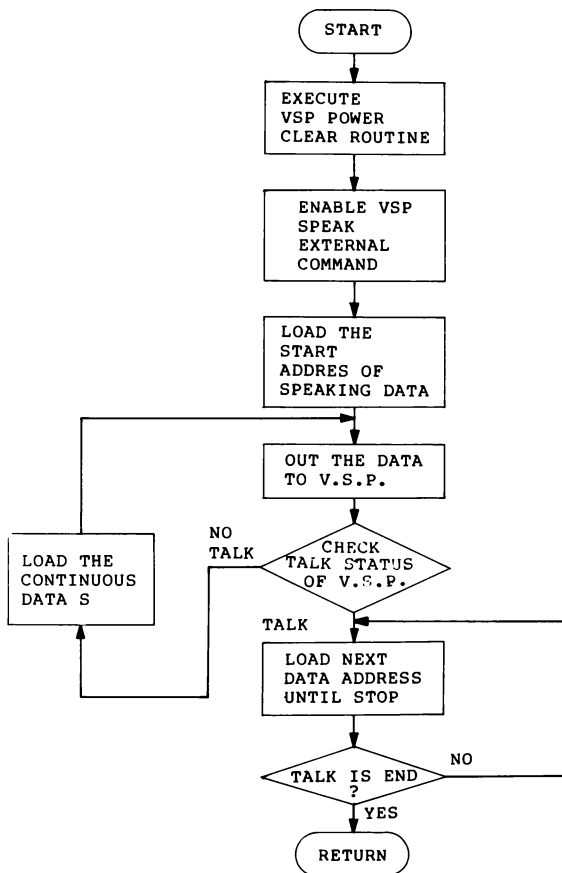 START
EXECUTE
VSP POWER
CLEAR ROUTINE
ENABLE VSP
SPEAK
EXTERNAL
COMMAND
LOAD THE
START
ADDRES OF
SPEAKING DATA
OUT THE DATA
TO V.S.P.
NO
TALK
CHECK
TALK STATUS
OF V.S.P.
LOAD THE
CONTINUOUS
DATA S
TALK
LOAD NEXT
DATA ADDRESS
UNTIL STOP
TALK IS END
?
NO
YES
RETURN